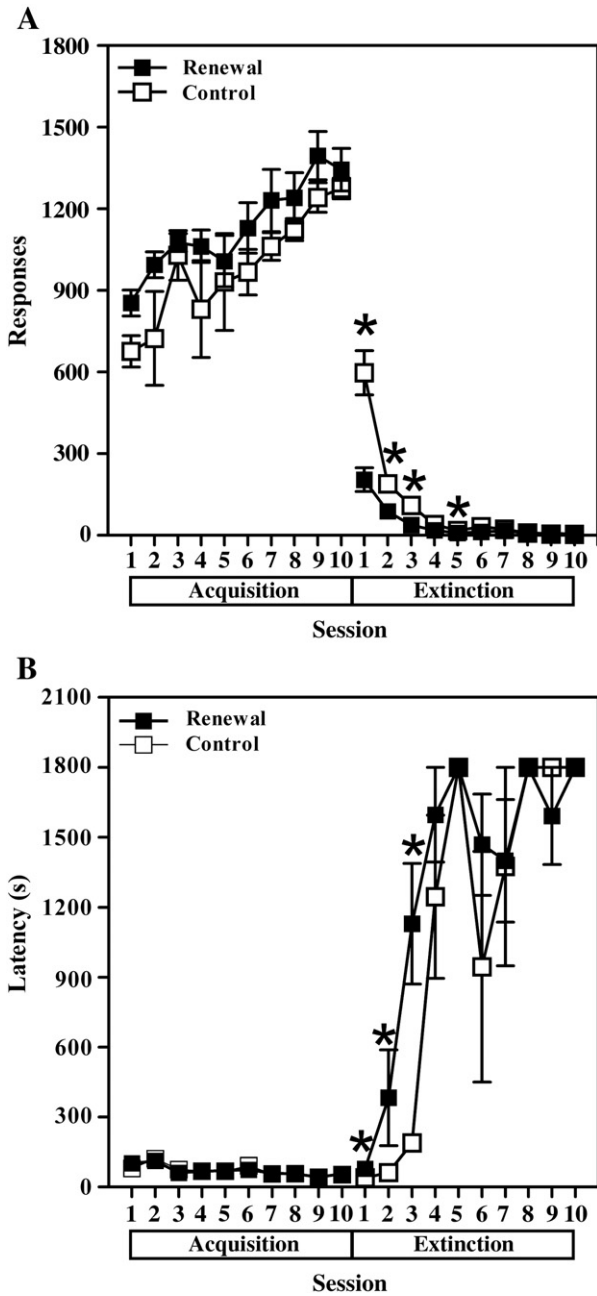 A
1800
1500
1200
900
600
300
0
Responses
Renewal
Control
*
*
*
*
1 2 3 4 5 6 7 8 9 10 1 2 3 4 5 6 7 8 9 10
Acquisition Extinction
Session
B
2100
1800
1500
1200
900
600
300
0
Latency (s)
Renewal
Control
*
*
*
1 2 3 4 5 6 7 8 9 10 1 2 3 4 5 6 7 8 9 10
Acquisition Extinction
Session